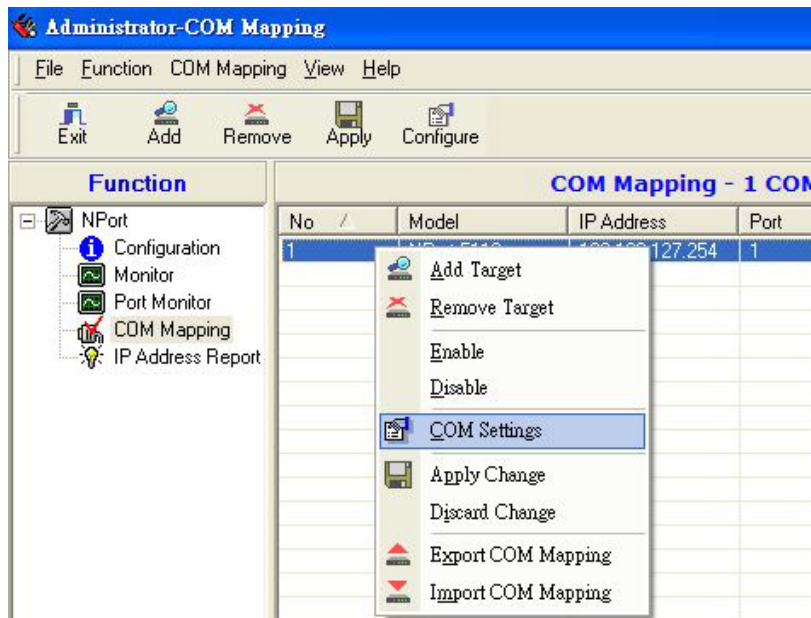 Administrator-COM Mapping
File Function COM Mapping View Help
Exit Add Remove Apply Configure
Function
COM Mapping - 1 COM
NPort
Configuration
Monitor
Port Monitor
COM Mapping
IP Address Report
No Model IP Address Port
1 127.254 1
Add Target
Remove Target
Enable
Disable
COM Settings
Apply Change
Discard Change
Export COM Mapping
Import COM Mapping